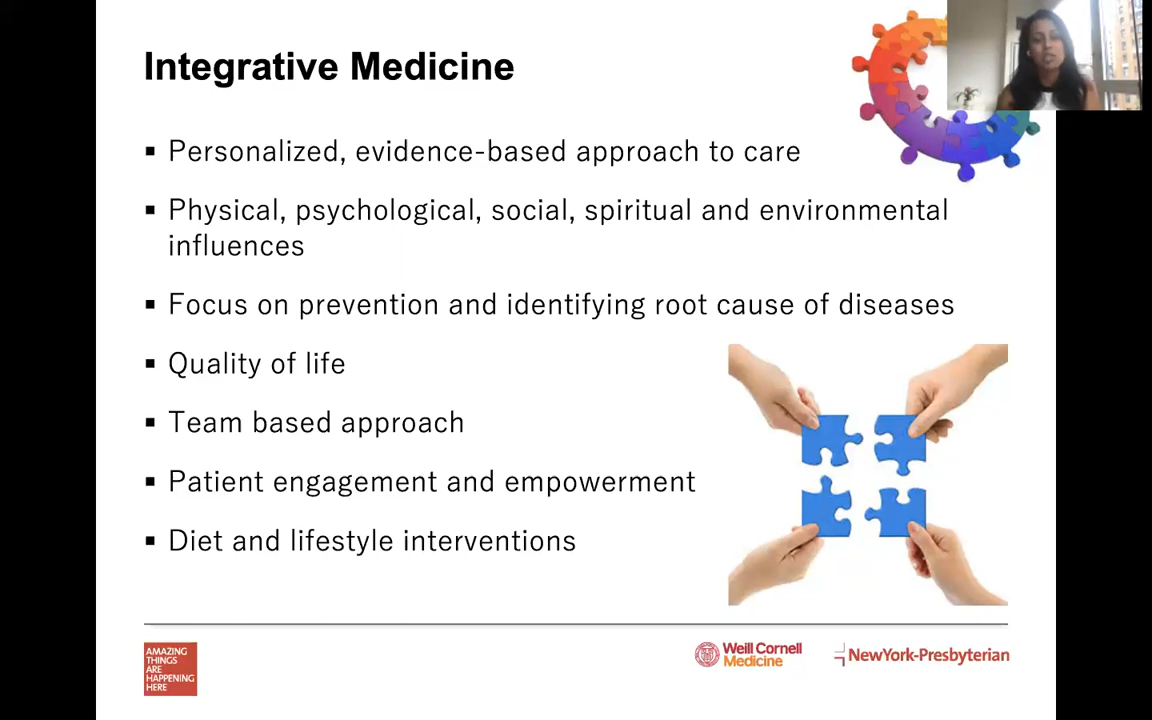 Integrative Medicine
▪ Personalized, evidence-based approach to care
▪ Physical, psychological, social, spiritual and environmental
influences
▪ Focus on prevention and identifying root cause of diseases
▪ Quality of life
▪ Team based approach
▪ Patient engagement and empowerment
▪ Diet and lifestyle interventions
AMAZING
THINGS
ARE
HAPPENING
HERE
Weill Cornell
Medicine
NewYork-Presbyterian